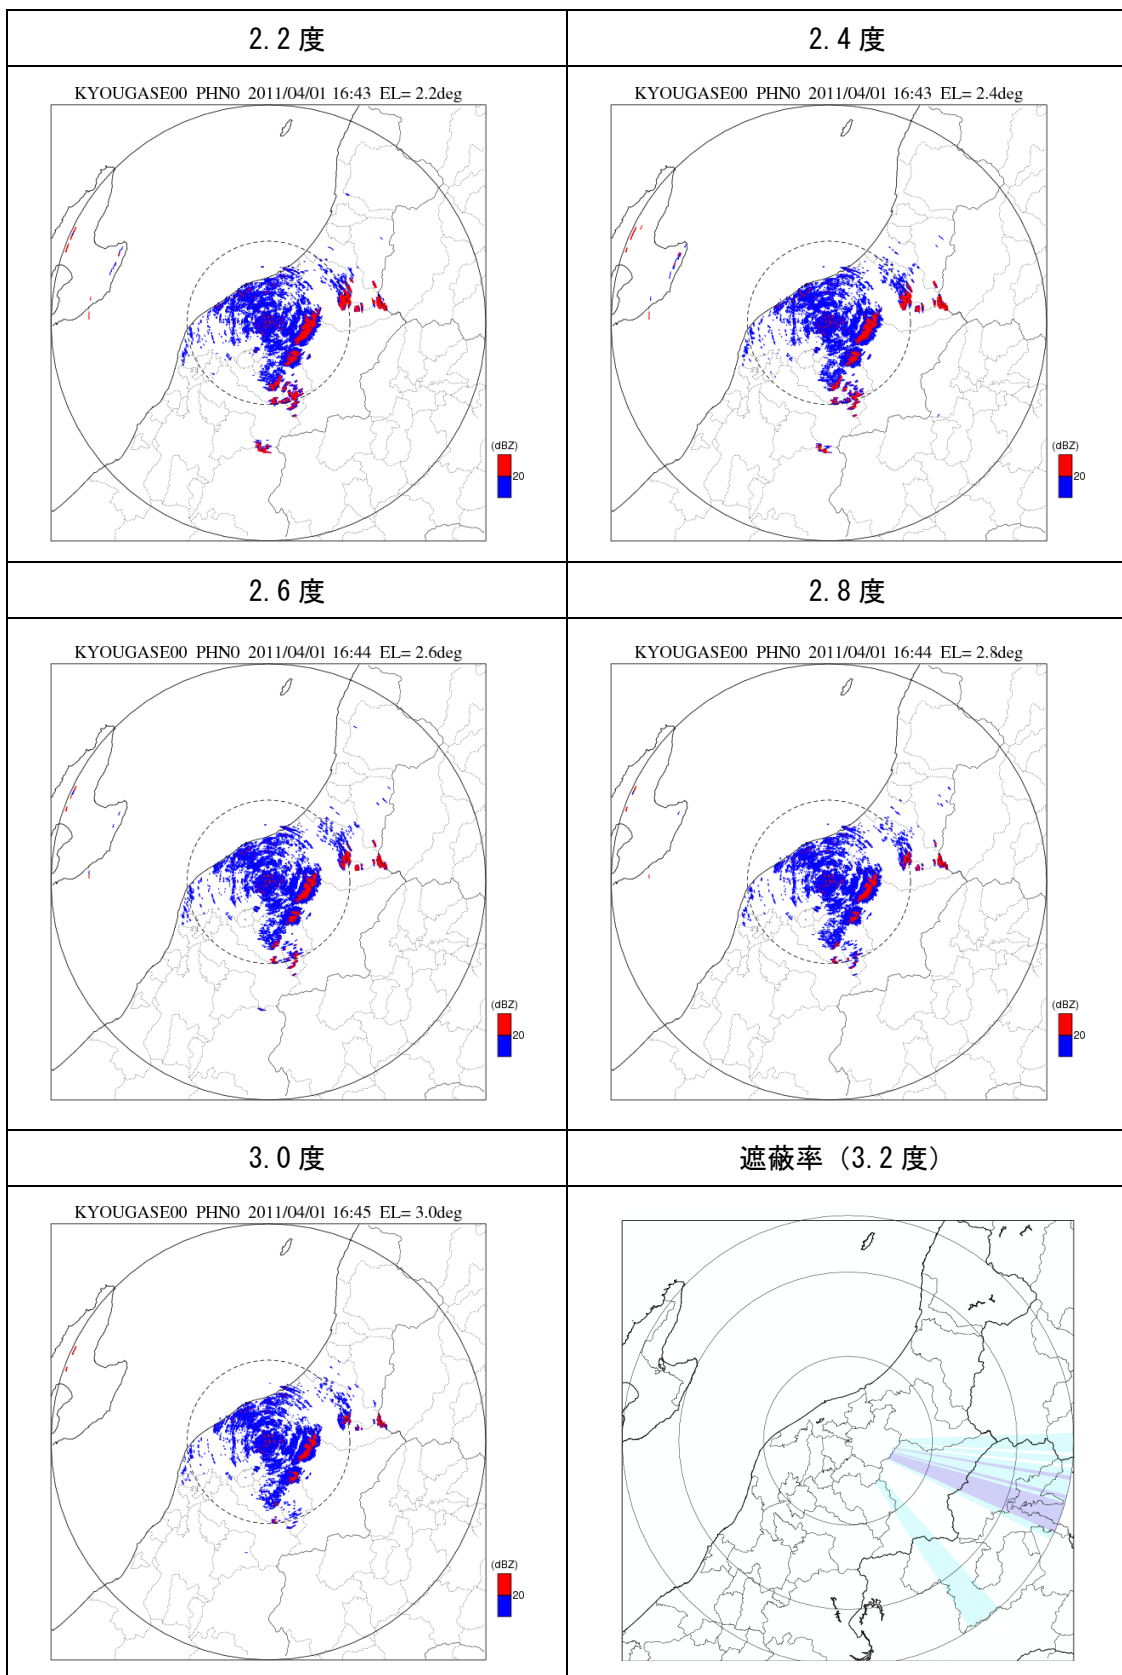 2.2度
2.4度
KYOUGASE00 PHN0 2011/04/01 16:43 EL= 2.2deg
(dBZ)
20
KYOUGASE00 PHN0 2011/04/01 16:43 EL= 2.4deg
(dBZ)
20
2.6度
2.8度
KYOUGASE00 PHN0 2011/04/01 16:44 EL= 2.6deg
(dBZ)
20
KYOUGASE00 PHN0 2011/04/01 16:44 EL= 2.8deg
(dBZ)
20
3.0度
遮蔽率（3.2度）
KYOUGASE00 PHN0 2011/04/01 16:45 EL= 3.0deg
(dBZ)
20